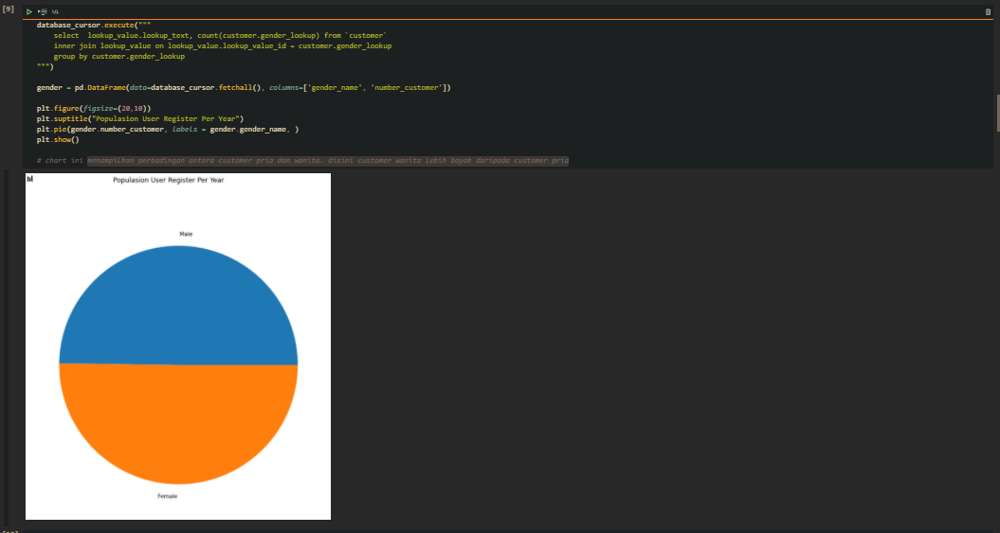 [9]
database_cursor.execute("""
select lookup_value.lookup_text, count(customer.gender_lookup) from `customer`
inner join lookup_value on lookup_value.lookup_value_id = customer.gender_lookup
group by customer.gender_lookup
""")
gender = pd.DataFrame(data=database_cursor.fetchall(), columns=['gender_name', 'number_customer'])
plt.figure(figsize=(20,10))
plt.suptitle("Populasion User Register Per Year")
plt.pie(gender.number_customer, labels = gender.gender_name, )
plt.show()
# chart ini menampilkan perbadingan antara customer pria dan wanita. disini customer wanita lebih bayak daripada customer pria
Populasion User Register Per Year
Male
Female